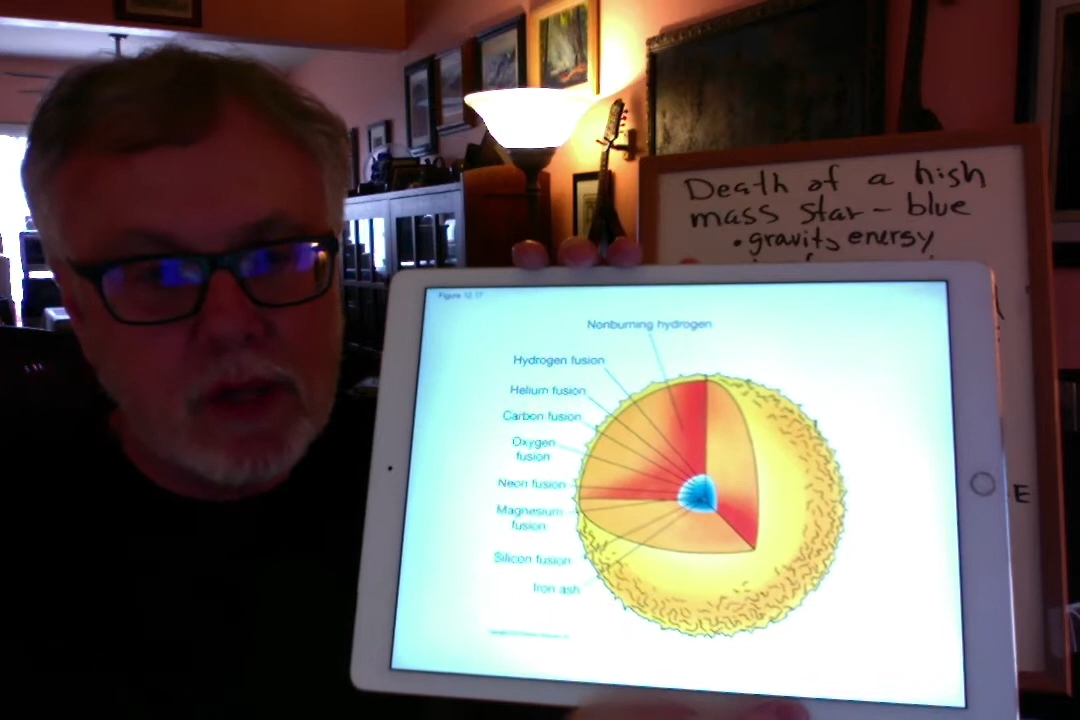 Death of a high
mass star - blue
• gravity energy
E
Figure 12.17
Nonburning hydrogen
Hydrogen fusion
Helium fusion
Carbon fusion
Oxygen
fusion
Neon fusion
Magnesium
fusion
Silicon fusion
Iron ash